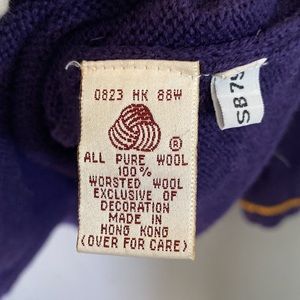 0823 HK 88W
®
ALL PURE WOOL
100%
WORSTED WOOL
EXCLUSIVE OF
DECORATION
MADE IN
HONG KONG
(OVER FOR CARE)